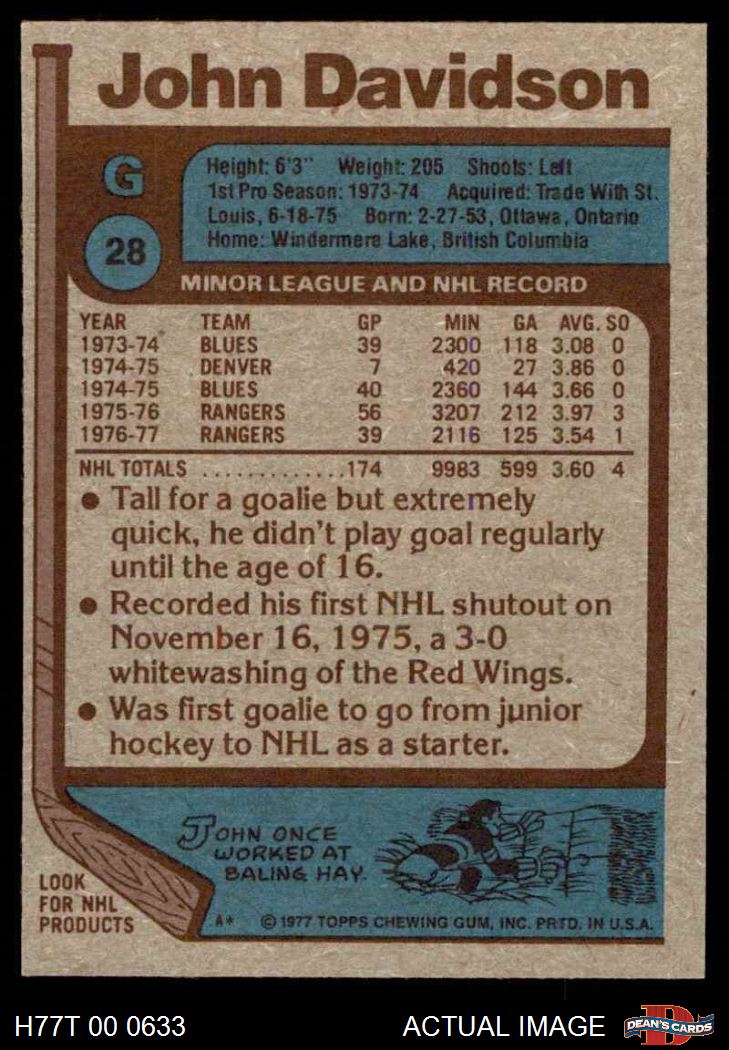 John Davidson
G
28
Height: 6'3" Weight: 205 Shoots: Left
1st Pro Season: 1973-74 Acquired: Trade With St.
Louis, 6-18-75 Born: 2-27-53, Ottawa, Ontario
Home: Windermere Lake, British Columbia
MINOR LEAGUE AND NHL RECORD
YEAR TEAM GP MIN GA AVG. SO
1973-74 BLUES 39 2300 118 3.08 0
1974-75 DENVER 7 420 27 3.86 0
1974-75 BLUES 40 2360 144 3.66 0
1975-76 RANGERS 56 3207 212 3.97 3
1976-77 RANGERS 39 2116 125 3.54 1
NHL TOTALS .............174 9983 599 3.60 4
● Tall for a goalie but extremely
quick, he didn't play goal regularly
until the age of 16.
● Recorded his first NHL shutout on
November 16, 1975, a 3-0
whitewashing of the Red Wings.
● Was first goalie to go from junior
hockey to NHL as a starter.
JOHN ONCE
WORKED AT
BALING HAY.
LOOK
FOR NHL
PRODUCTS
A* © 1977 TOPPS CHEWING GUM, INC. PRTD. IN U.S.A.
H77T 00 0633 ACTUAL IMAGE D DEAN'S CARDS